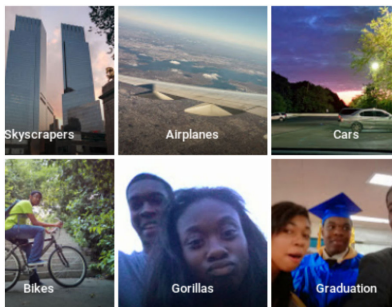 Skyscrapers
Airplanes
Cars
Bikes
Gorillas
Graduation